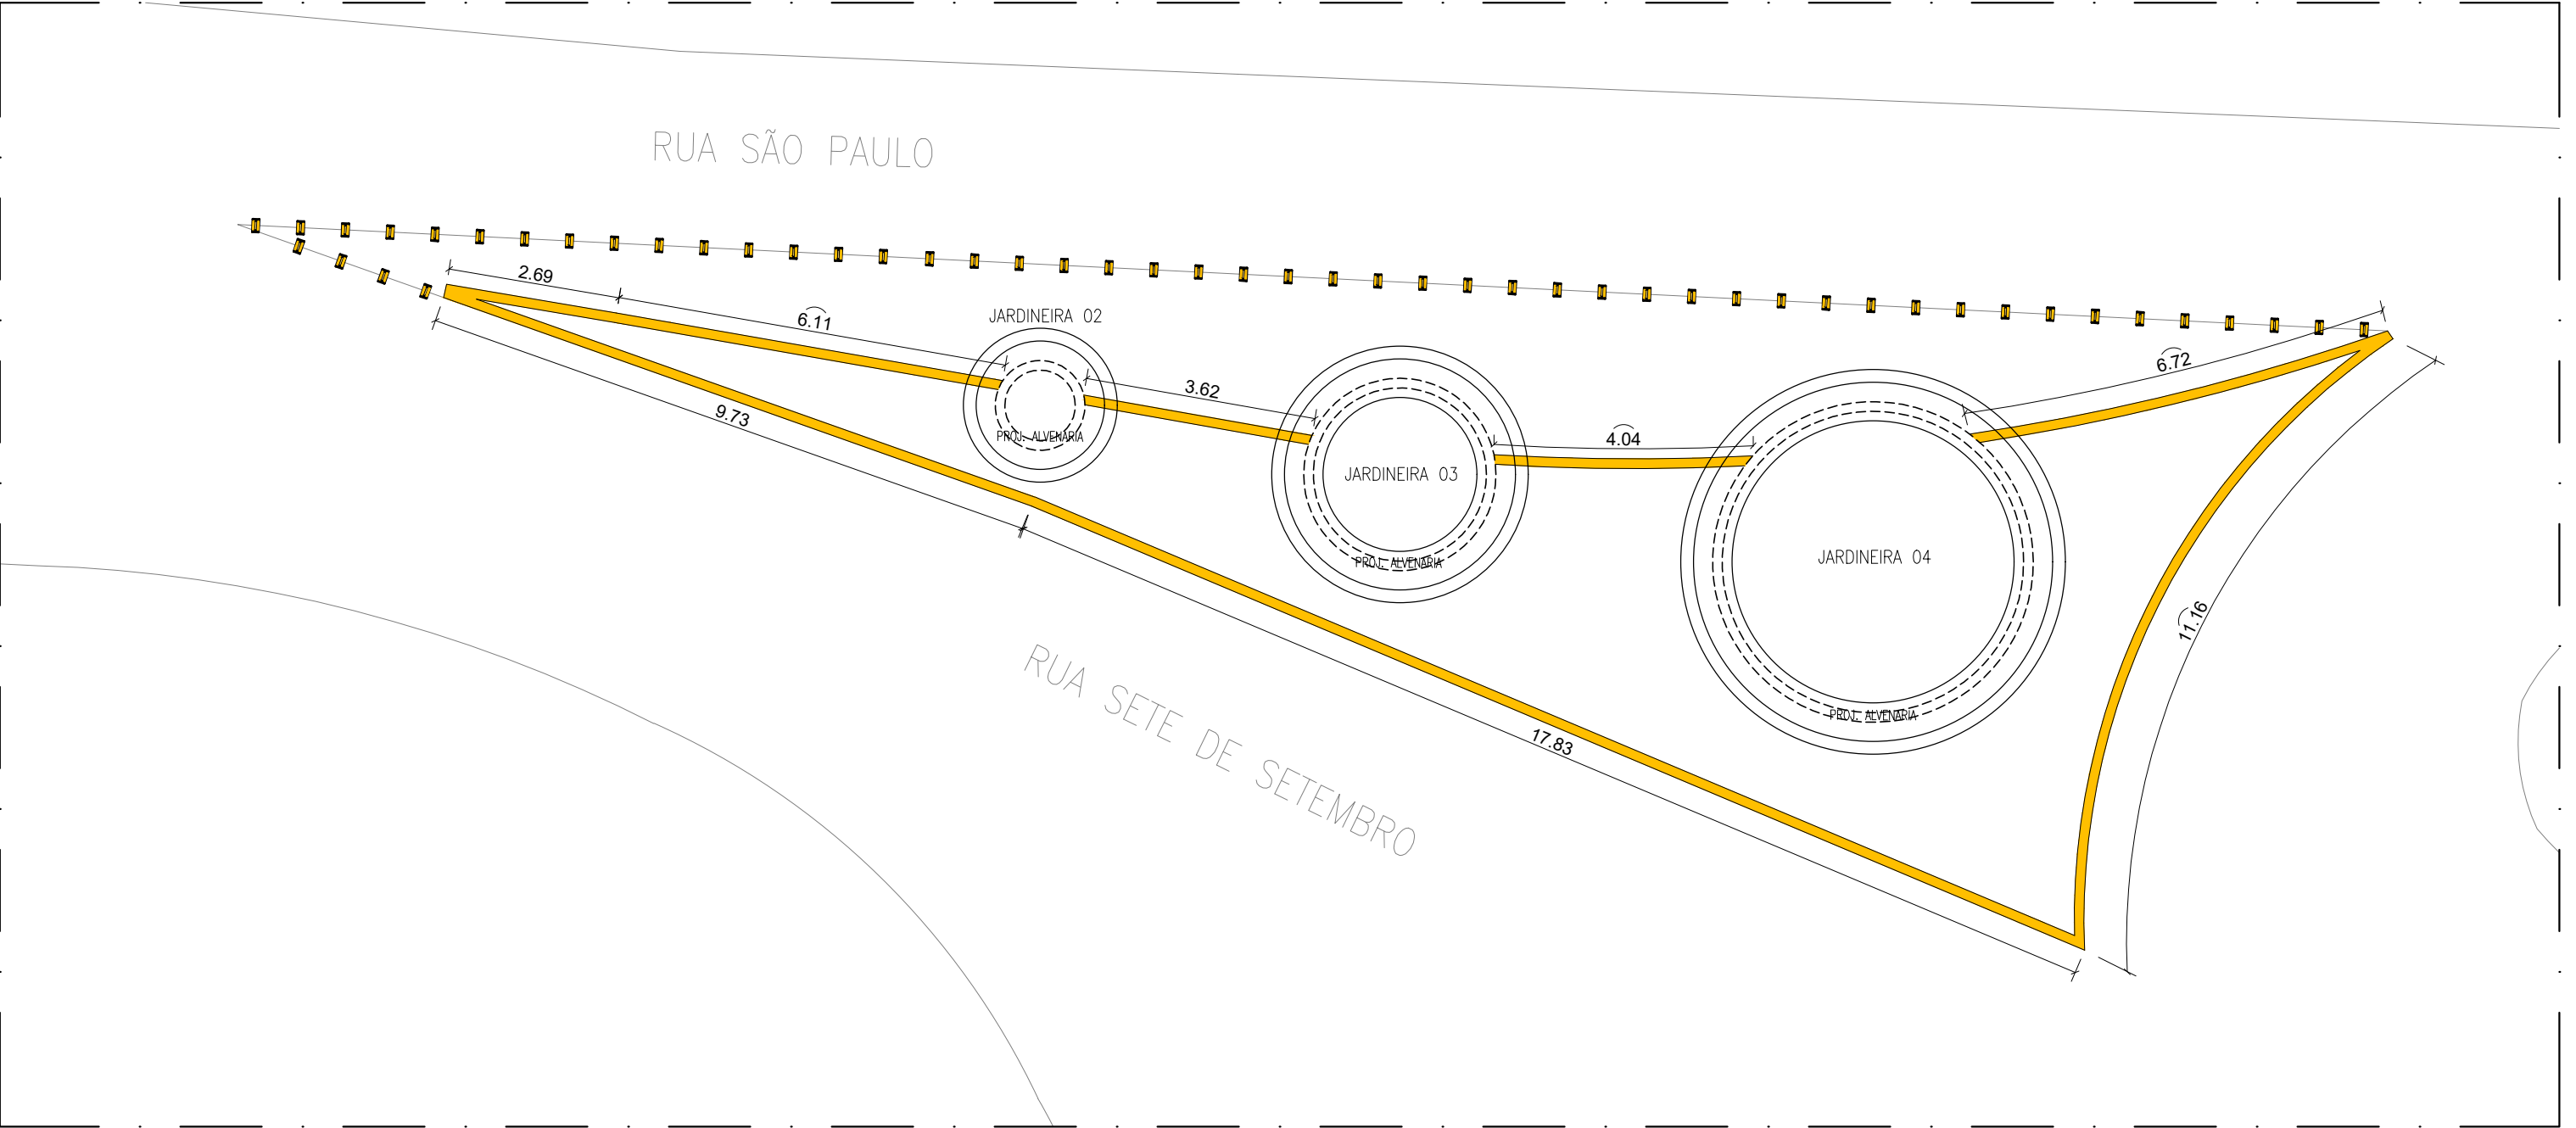 RUA SÃO PAULO
2.69
6.11
JARDINEIRA 02
6.72
3.62
9.73
PROJ. ALVENARIA
4.04
JARDINEIRA 03
JARDINEIRA 04
PROJ. ALVENARIA
11.16
RUA SETE DE SETEMBRO
PROJ. ALVENARIA
17.83